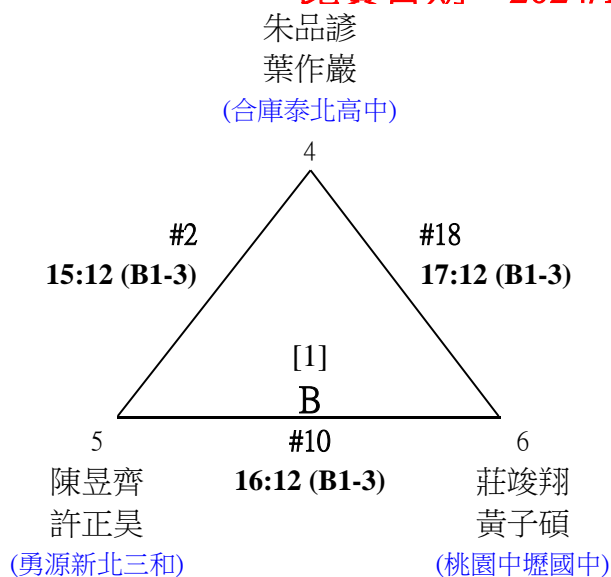 2024/
朱品諺
葉作巖
(合庫泰北高中)
4
#2
#18
15:12 (B1-3)
17:12 (B1-3)
[1]
B
5
#10
6
陳昱齊
16:12 (B1-3)
莊竣翔
許正昊
黃子碩
(勇源新北三和)
(桃園中壢國中)